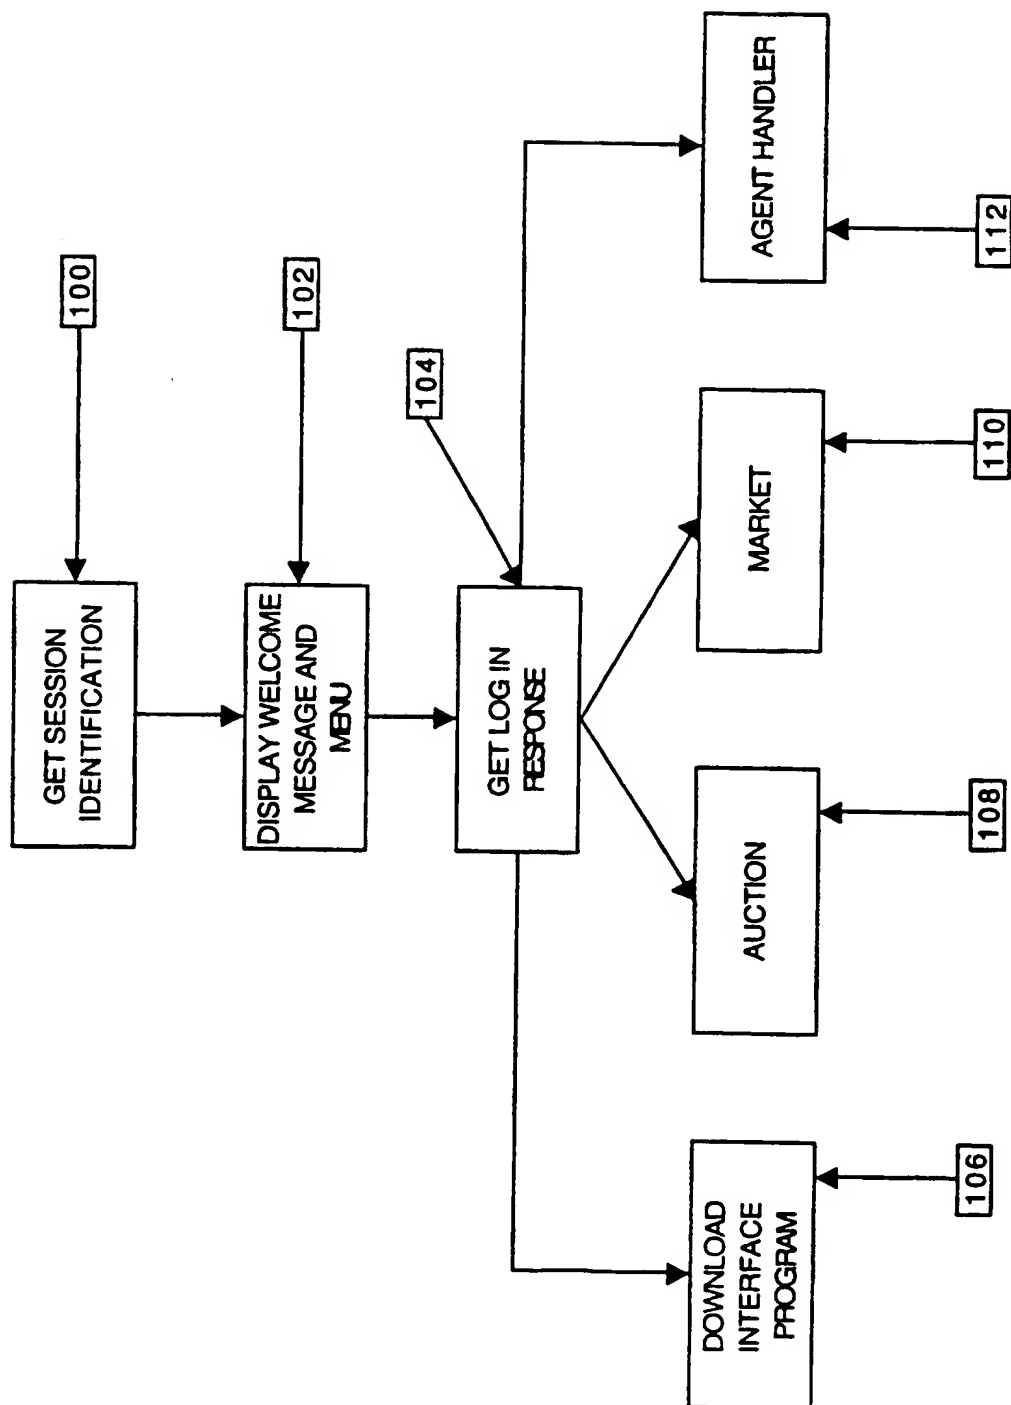 GET SESSION
IDENTIFICATION
100
DISPLAY WELCOME
MESSAGE AND
MENU
102
GET LOG IN
RESPONSE
104
DOWNLOAD
INTERFACE
PROGRAM
106
AUCTION
108
MARKET
110
AGENT HANDLER
112